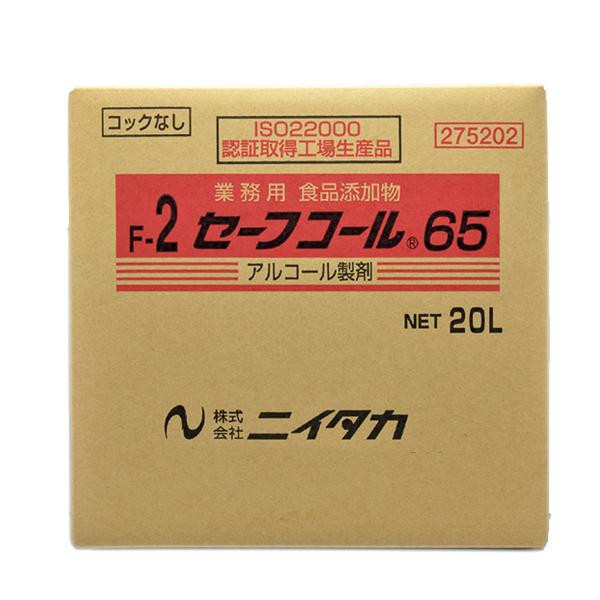 コックなし
ISO22000
認証取得工場生産品
275202
業務用 食品添加物
F-2 セーフコール® 65
アルコール製剤
NET 20L
株式会社 ニイタカ